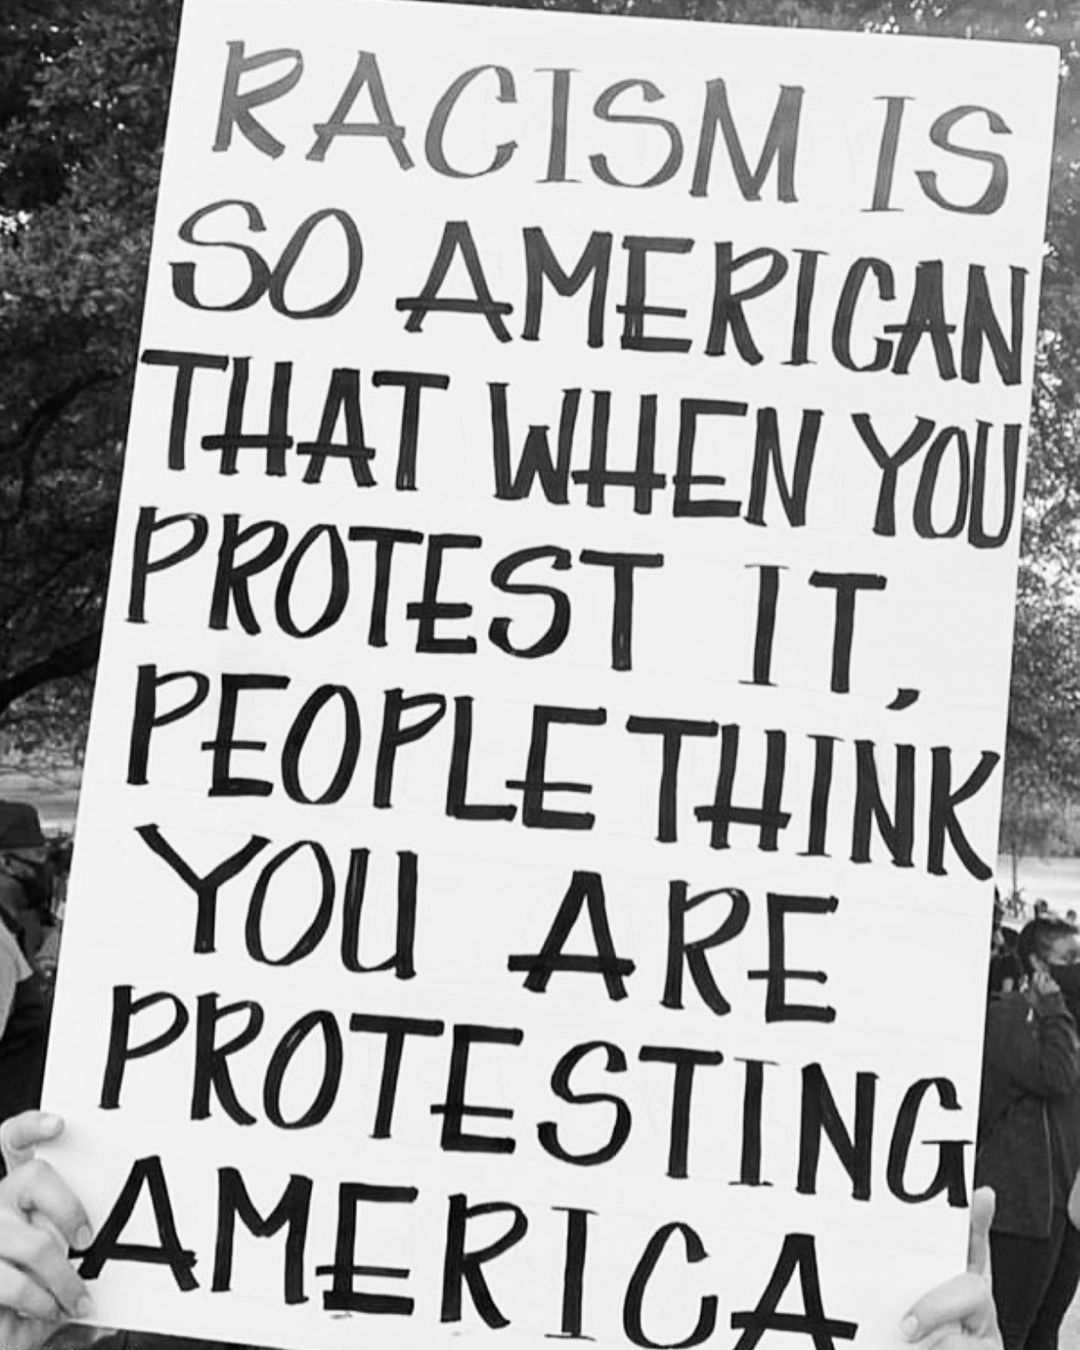 RACISM IS
SO AMERICAN
THAT WHEN YOU
PROTEST IT,
PEOPLE THINK
YOU ARE
PROTESTING
AMERICA